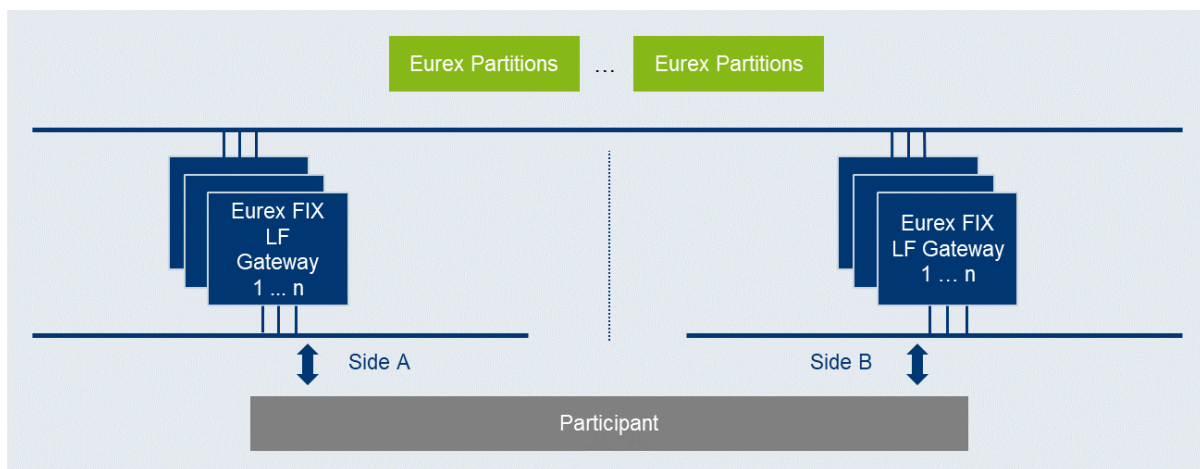 Eurex Partitions ... Eurex Partitions
Eurex FIX
LF
Gateway
1 ... n
Eurex FIX
LF Gateway
1 ... n
Side A
Side B
Participant